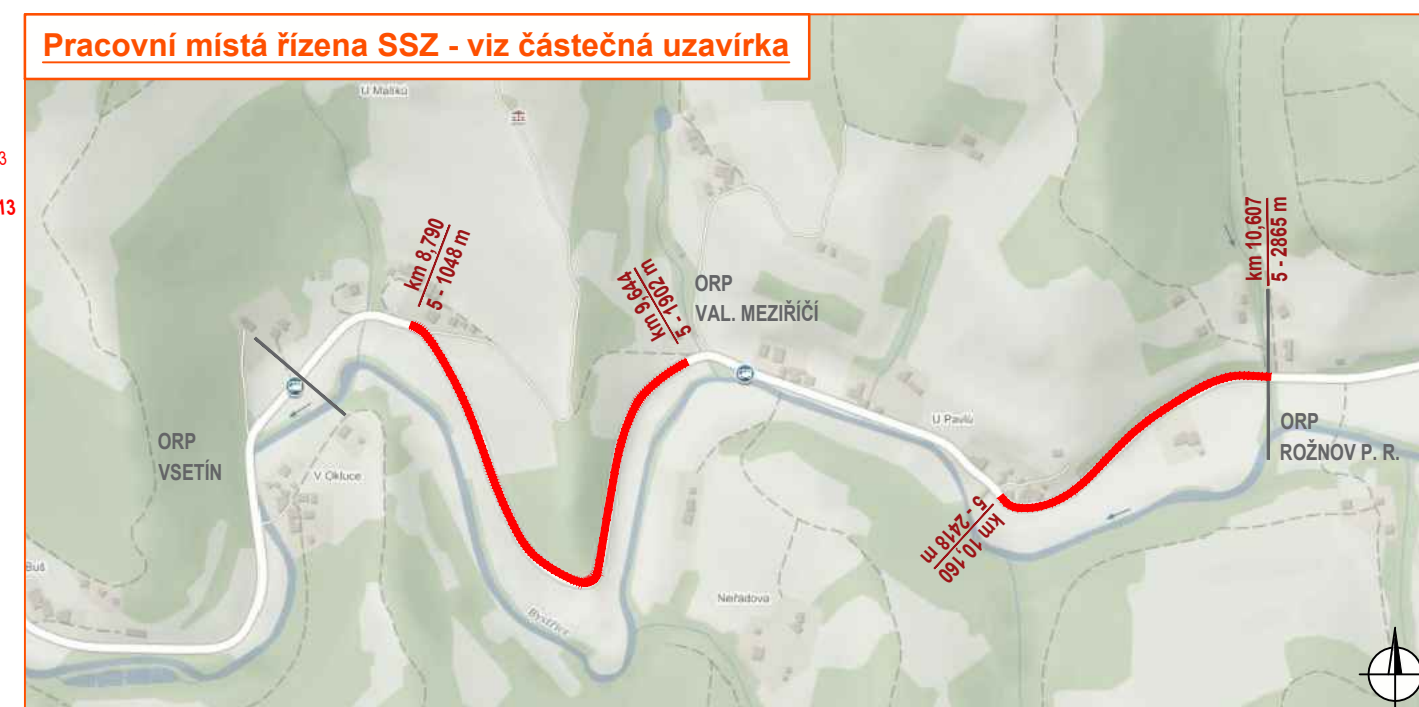 Pracovní místá řízena SSZ - viz částečná uzavírka
U Mališů
3
13
km 8,790
5 - 1048 m
km 9,644
5 - 1902 m
ORP
VAL. MEZIŘÍČÍ
km 10,607
5 - 2865 m
ORP
VSETÍN
V Okluce
U Pavlů
ORP
ROŽNOV P. R.
km 10,160
5 - 2418 m
Buš
Neřádova
Bystřice